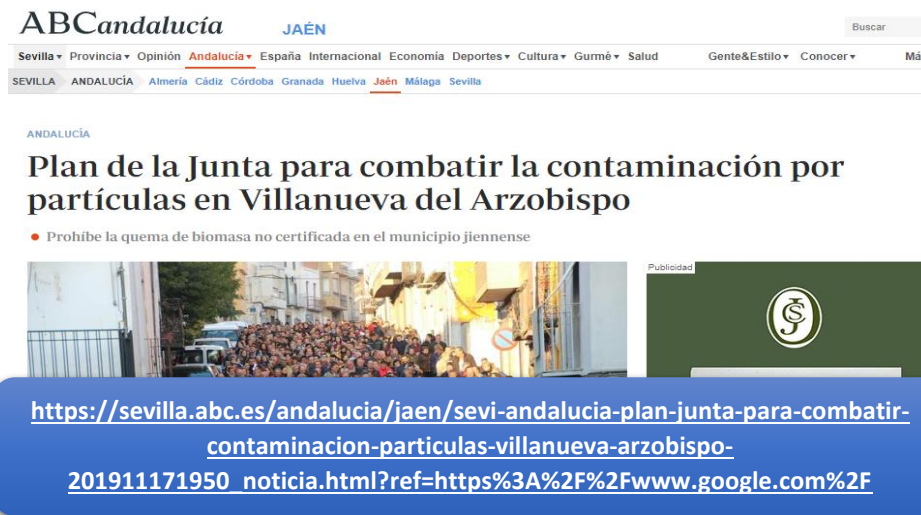 ABCandalucía JAÉN Buscar
Sevilla Provincia Opinión Andalucía España Internacional Economía Deportes Cultura Gurmé Salud Gente&Estilo Conocer Má
SEVILLA ANDALUCÍA Almería Cádiz Córdoba Granada Huelva Jaén Málaga Sevilla
ANDALUCÍA
Plan de la Junta para combatir la contaminación por
partículas en Villanueva del Arzobispo
• Prohíbe la quema de biomasa no certificada en el municipio jiennense
Publicidad
https://sevilla.abc.es/andalucia/jaen/sevi-andalucia-plan-junta-para-combatir-
contaminacion-particulas-villanueva-arzobispo-
201911171950_noticia.html?ref=https%3A%2F%2Fwww.google.com%2F